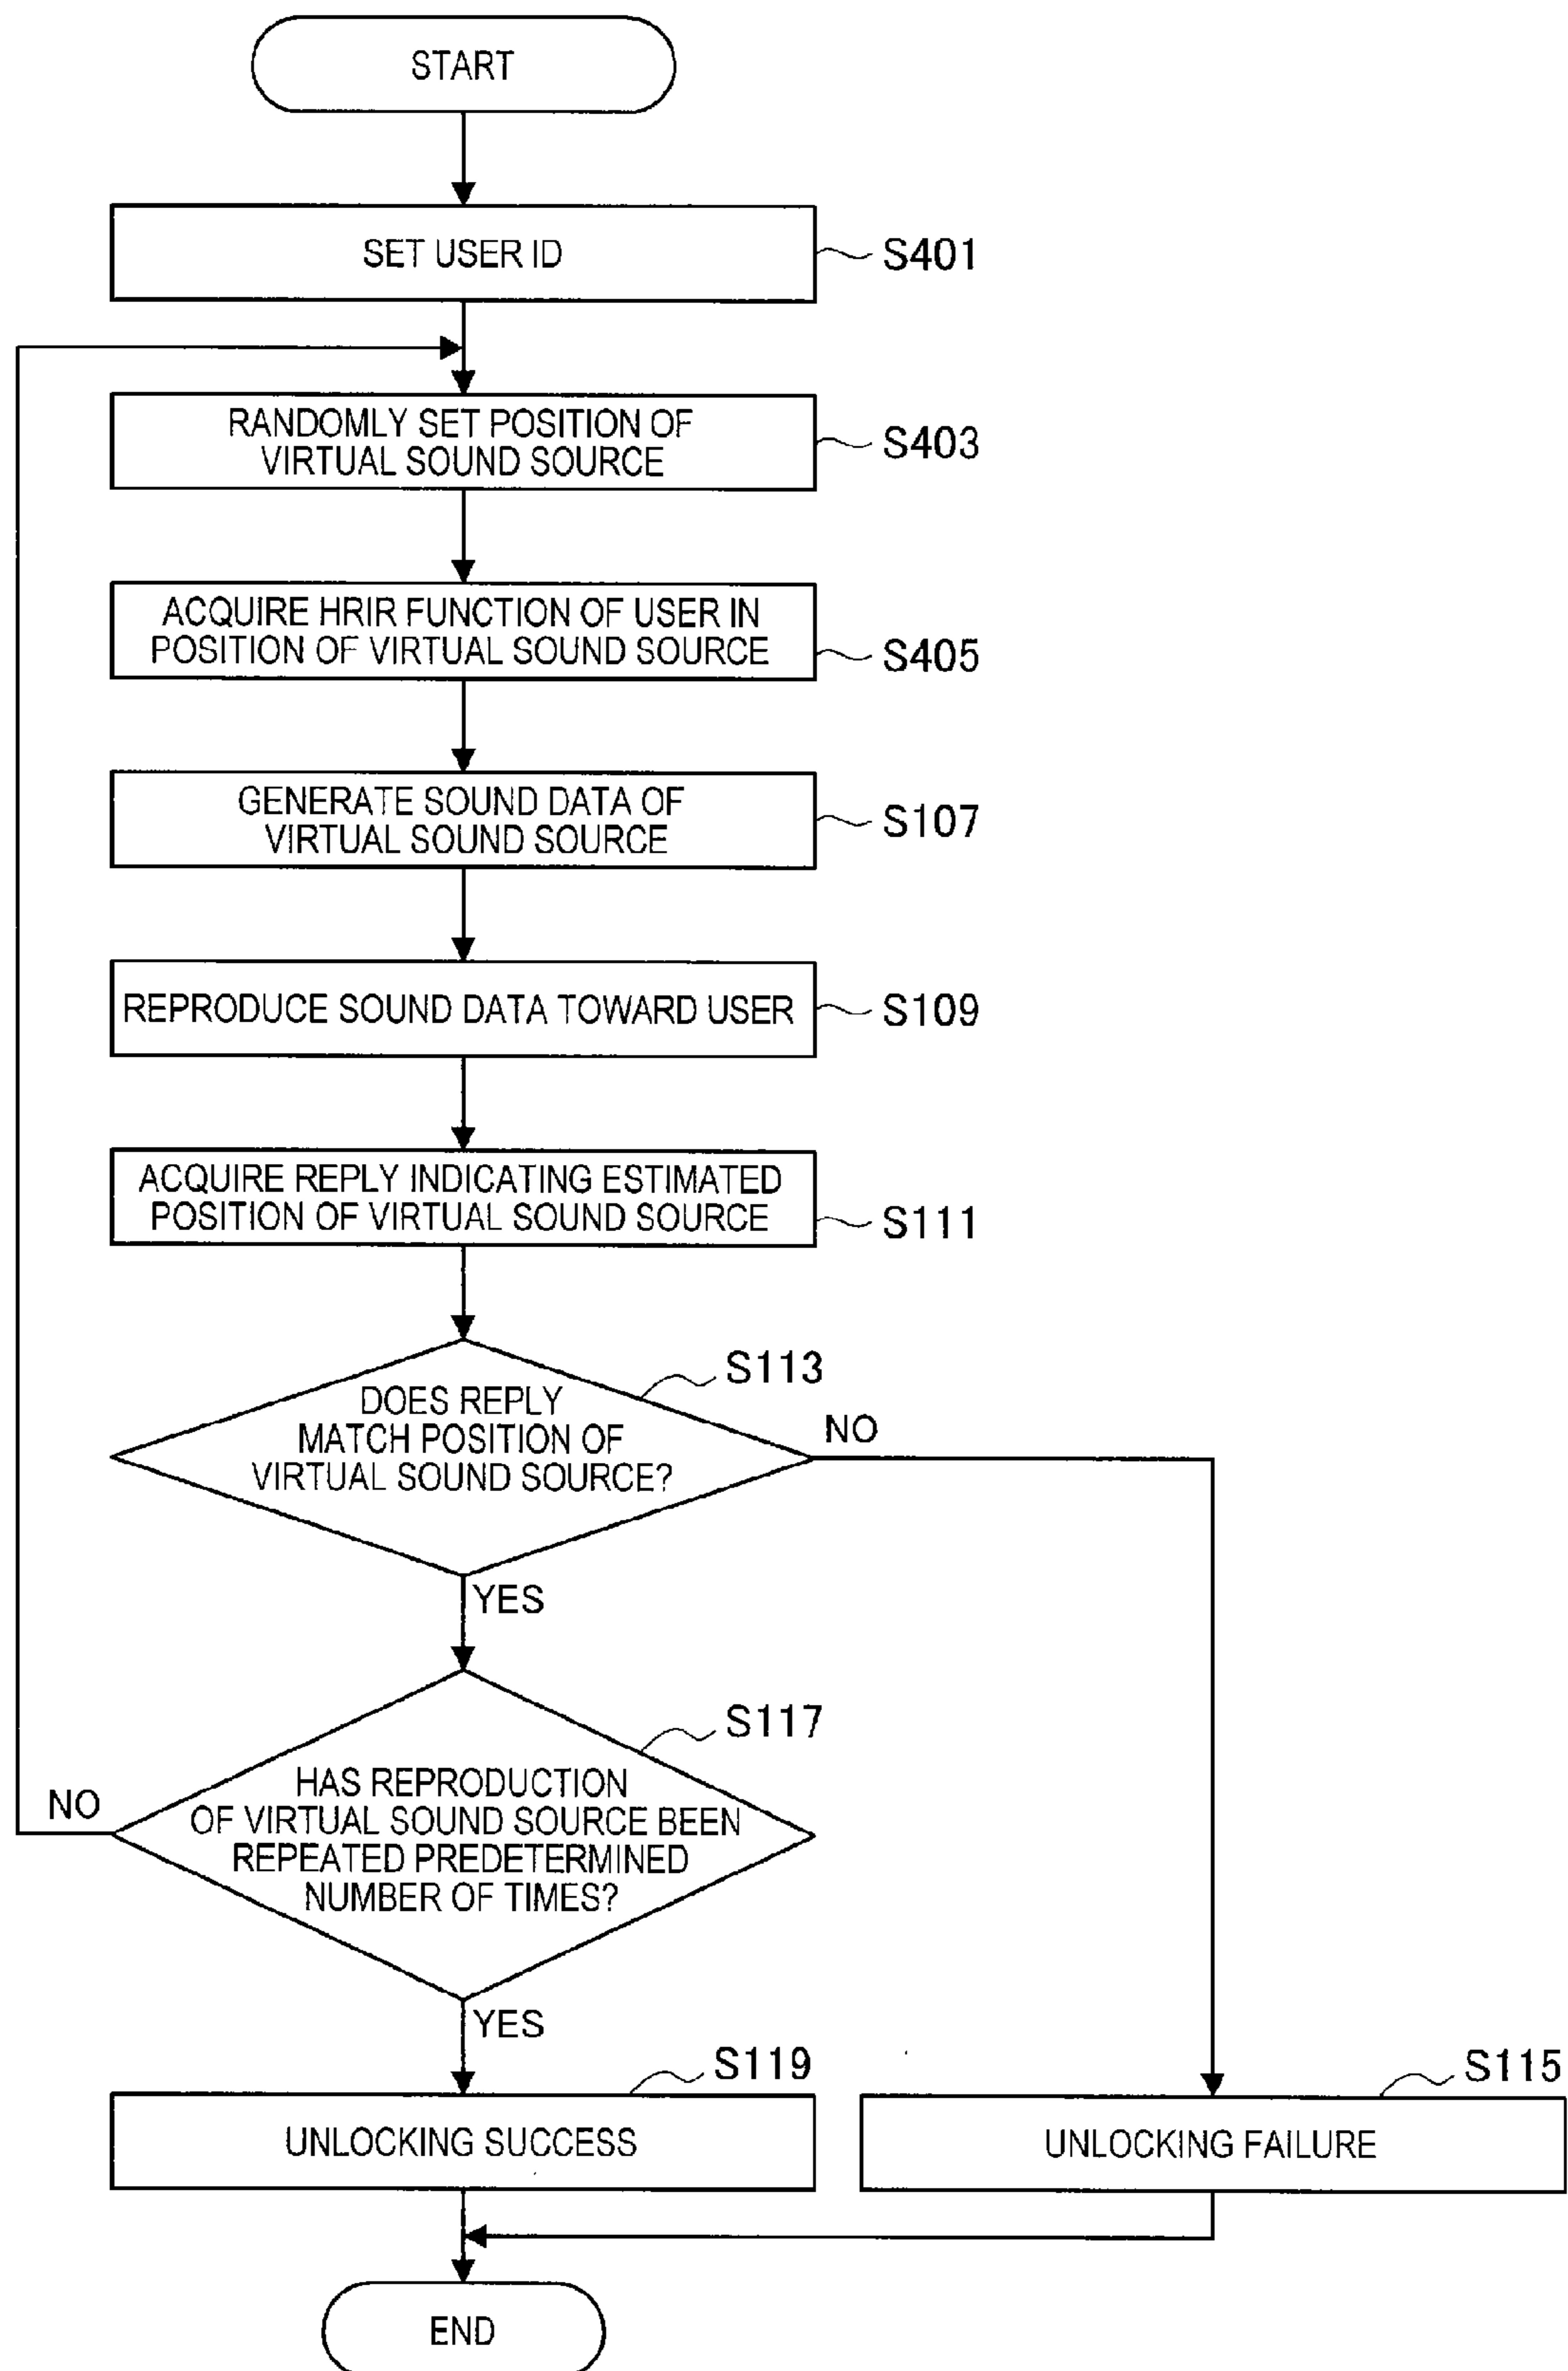 START
SET USER ID
S401
RANDOMLY SET POSITION OF
VIRTUAL SOUND SOURCE
S403
ACQUIRE HRIR FUNCTION OF USER IN
POSITION OF VIRTUAL SOUND SOURCE
S405
GENERATE SOUND DATA OF
VIRTUAL SOUND SOURCE
S107
REPRODUCE SOUND DATA TOWARD USER
S109
ACQUIRE REPLY INDICATING ESTIMATED
POSITION OF VIRTUAL SOUND SOURCE
S111
S113
DOES REPLY
MATCH POSITION OF
VIRTUAL SOUND SOURCE?
NO
YES
S117
HAS REPRODUCTION
OF VIRTUAL SOUND SOURCE BEEN
REPEATED PREDETERMINED
NUMBER OF TIMES?
NO
YES
S119
UNLOCKING SUCCESS
S115
UNLOCKING FAILURE
END